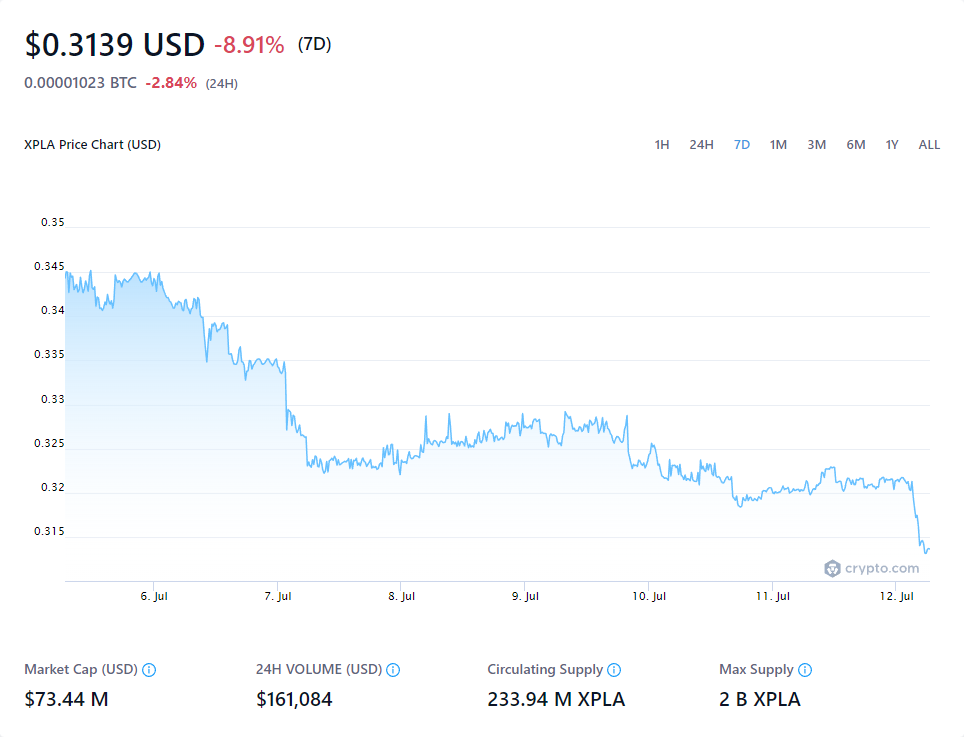 $0.3139 USD -8.91% (7D)
0.00001023 BTC -2.84% (24H)
XPLA Price Chart (USD) 1H 24H 7D 1M 3M 6M 1Y ALL
0.35
0.345
0.34
0.335
0.33
0.325
0.32
0.315
crypto.com
6. Jul 7. Jul 8. Jul 9. Jul 10. Jul 11. Jul 12. Jul
Market Cap (USD) 24H VOLUME (USD) Circulating Supply Max Supply
$73.44 M $161,084 233.94 M XPLA 2 B XPLA